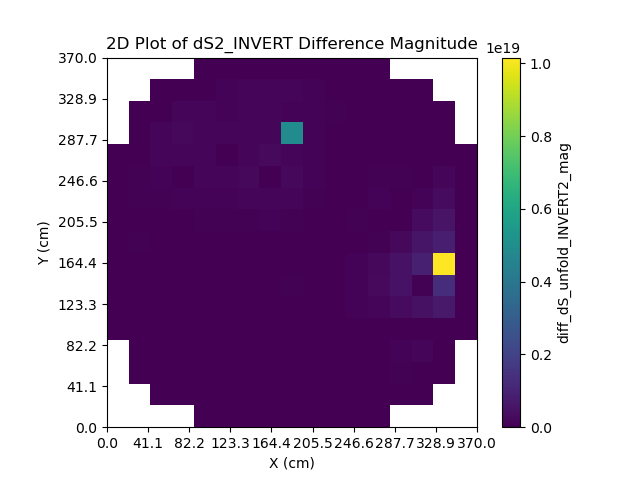 2D Plot of dS2_INVERT Difference Magnitude
1e19
370.0
328.9
287.7
246.6
205.5
164.4
123.3
82.2
41.1
0.0
Y (cm)
0.0 41.1 82.2 123.3 164.4 205.5 246.6 287.7 328.9 370.0
X (cm)
1.0
0.8
0.6
0.4
0.2
0.0
diff_dS_unfold_INVERT2_mag